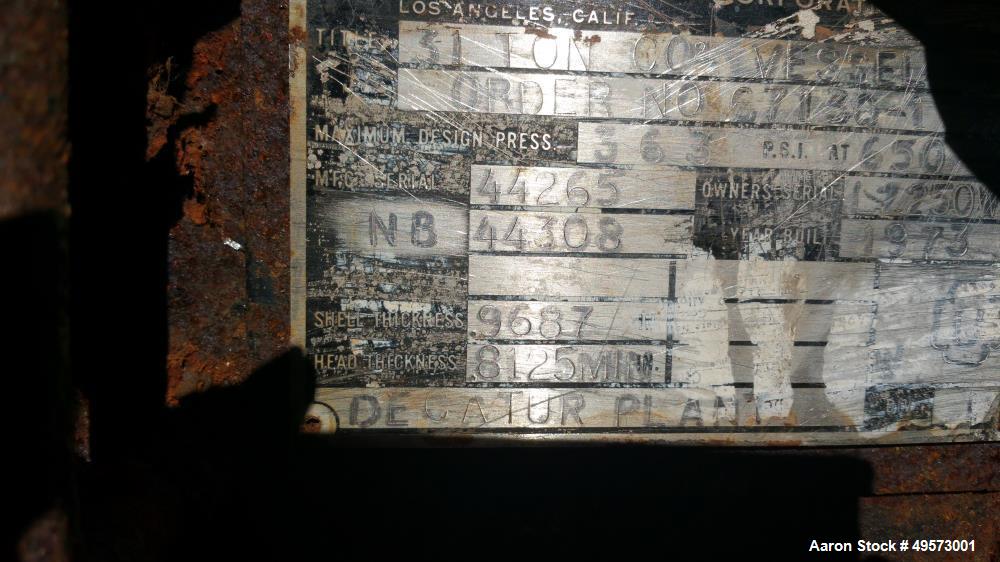 LOS ANGELES, CALIF.
TITLE 31 TON CO2 VESSEL
ORDER NO
MAXIMUM DESIGN PRESS. 363 P.S.I. AT 650
MFG. SERIAL 44265 OWNERS SERIAL
NB 44308 YEAR BUILT 1973
SHELL THICKNESS .9687
HEAD THICKNESS .8125 MIN.
DECATUR PLANT
Aaron Stock # 49573001